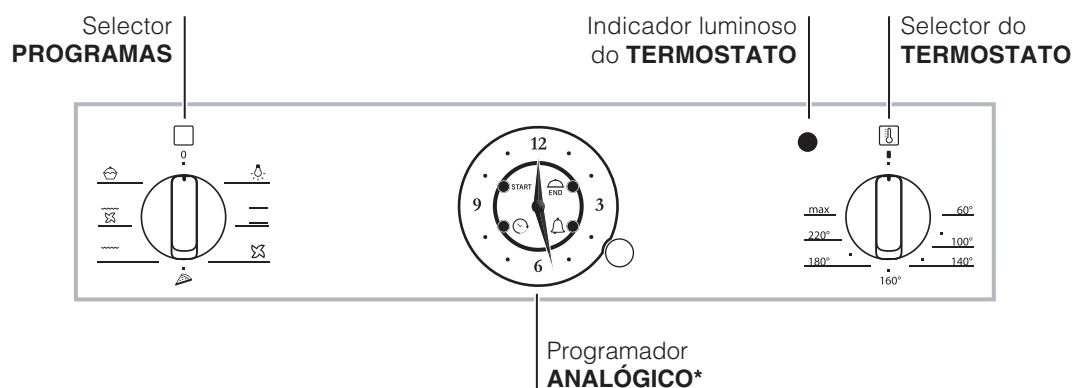 Selector
PROGRAMAS
Indicador luminoso
do TERMOSTATO
Selector do
TERMOSTATO
0
12
START
END
9
3
6
max
60°
220°
100°
180°
140°
160°
Programador
ANALÓGICO*